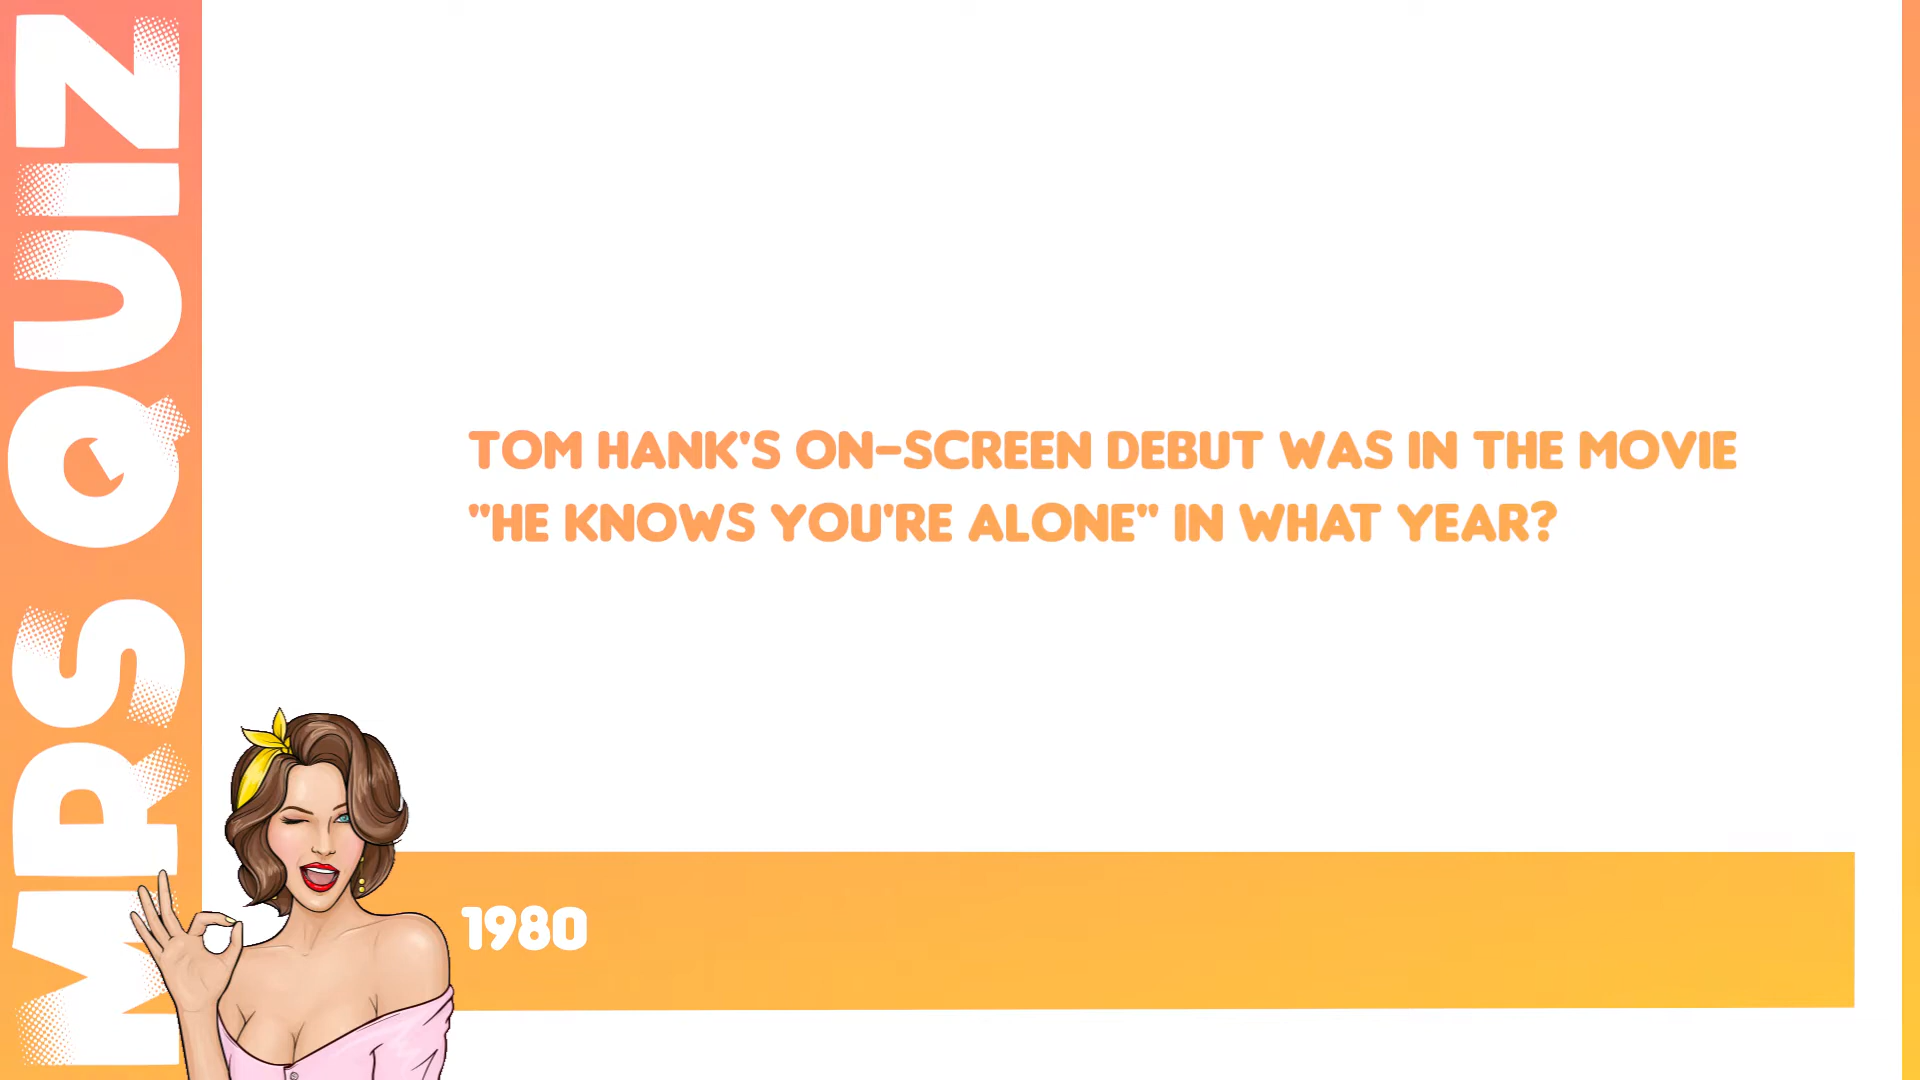 MRS QUIZ
TOM HANK'S ON-SCREEN DEBUT WAS IN THE MOVIE
"HE KNOWS YOU'RE ALONE" IN WHAT YEAR?
1980